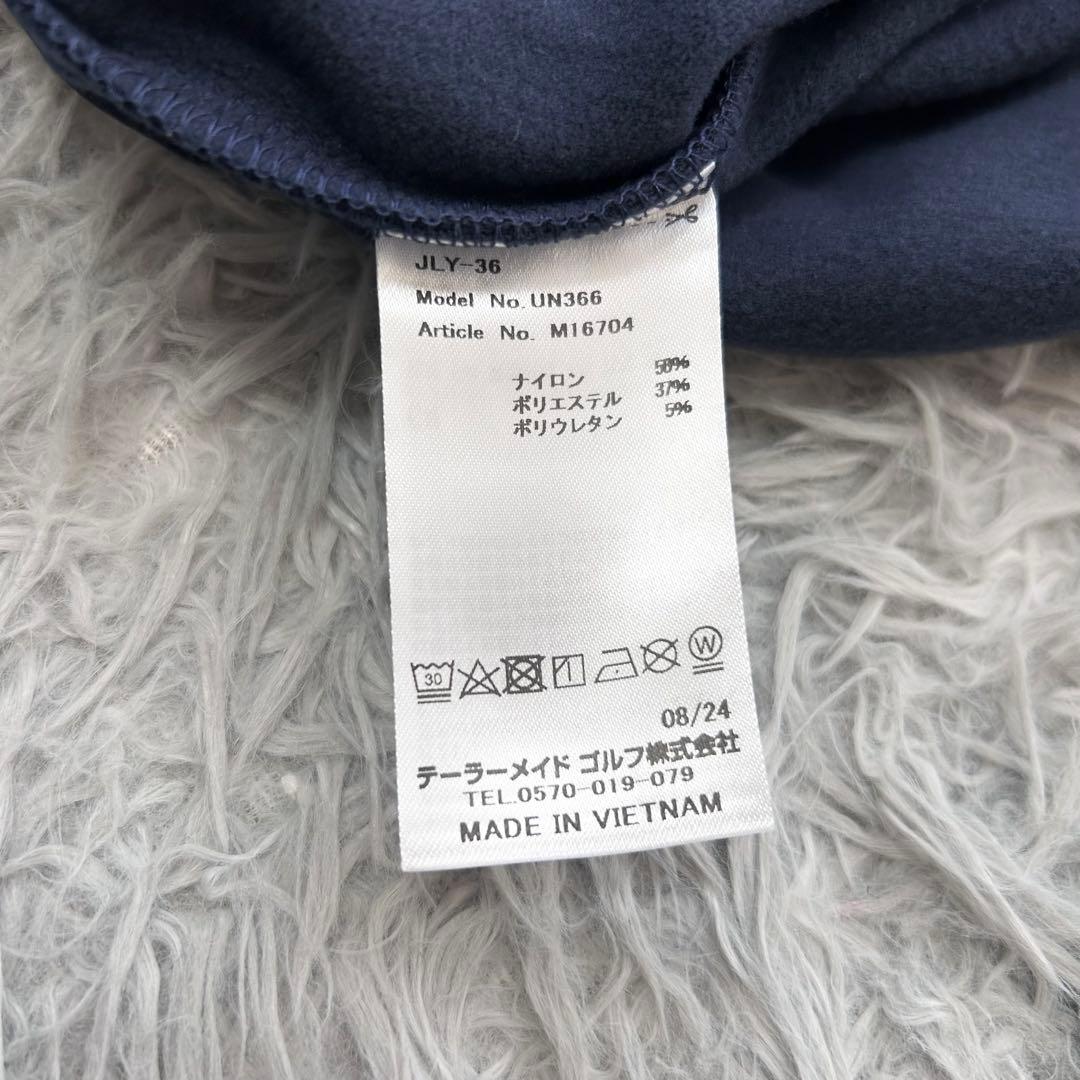 JLY-36
Model No. UN366
Article No. M16704
ナイロン 58%
ポリエステル 37%
ポリウレタン 5%
30
W
08/24
テーラーメイド ゴルフ株式会社
TEL.0570-019-079
MADE IN VIETNAM